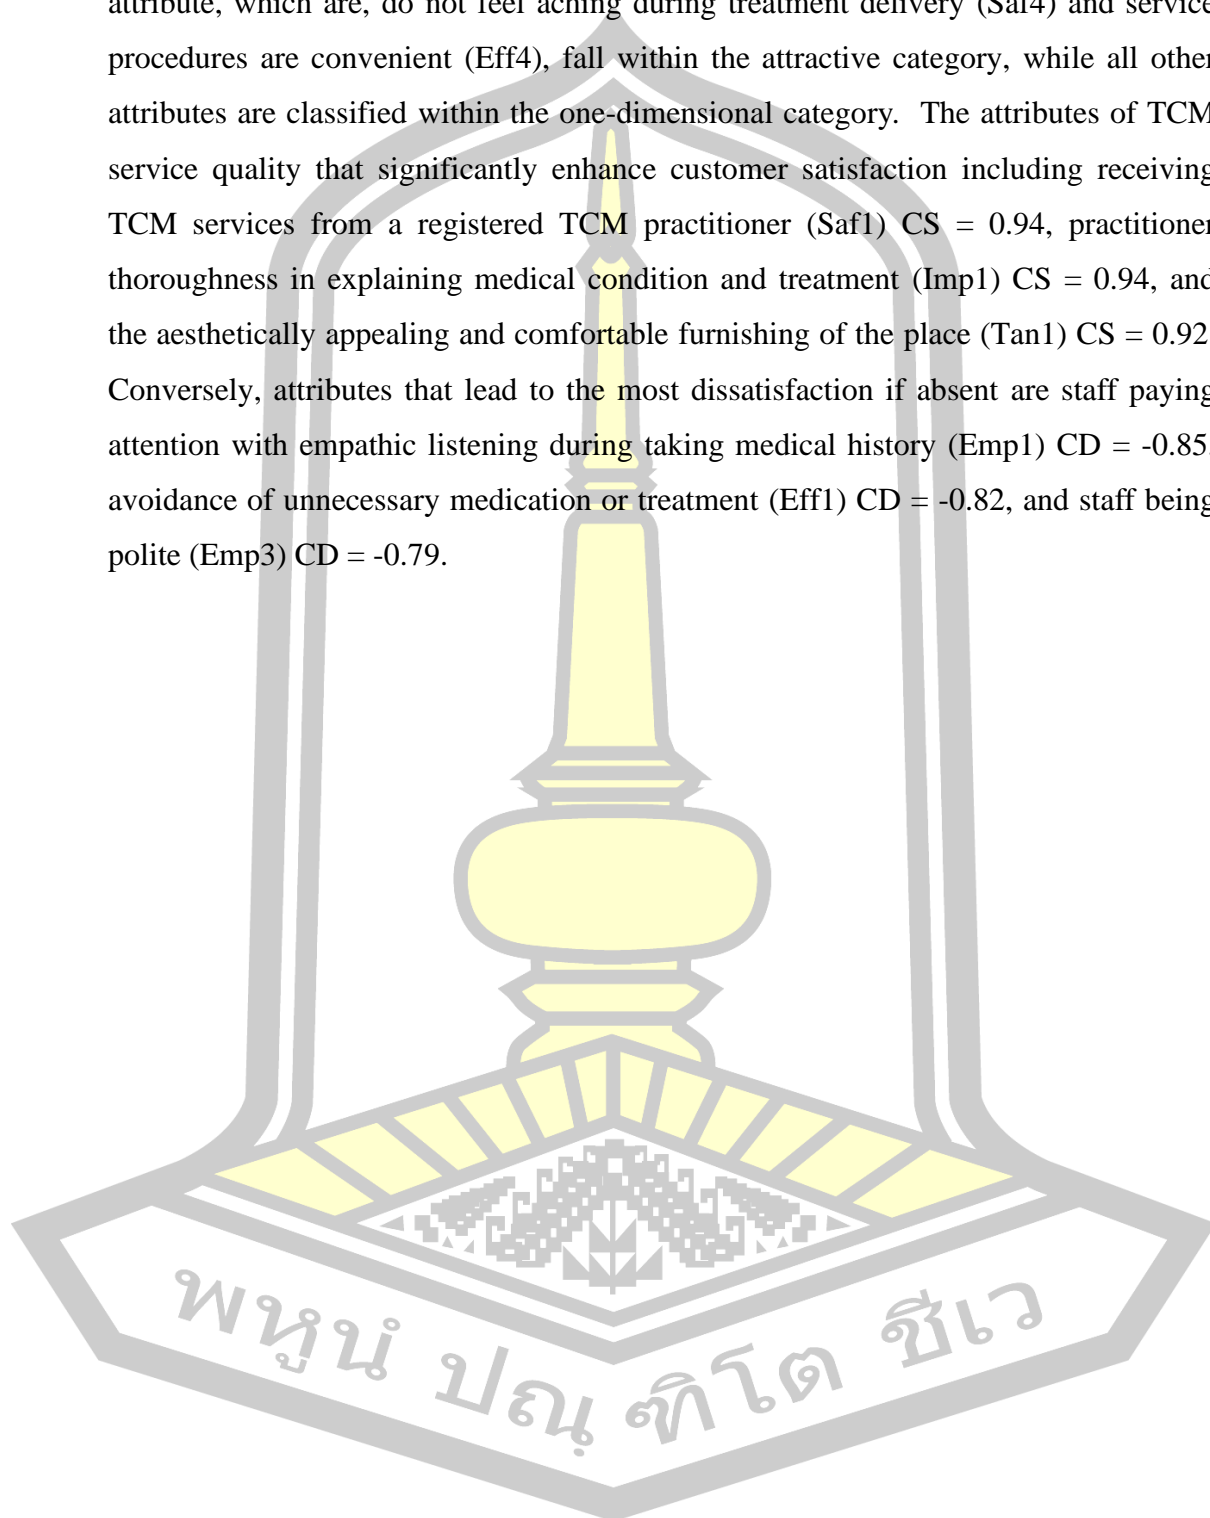 attribute, which are, do not feel aching during treatment delivery (Saf4) and service
procedures are convenient (Eff4), fall within the attractive category, while all other
attributes are classified within the one-dimensional category. The attributes of TCM
service quality that significantly enhance customer satisfaction including receiving
TCM services from a registered TCM practitioner (Saf1) CS = 0.94, practitioner
thoroughness in explaining medical condition and treatment (Imp1) CS = 0.94, and
the aesthetically appealing and comfortable furnishing of the place (Tan1) CS = 0.92
Conversely, attributes that lead to the most dissatisfaction if absent are staff paying
attention with empathic listening during taking medical history (Emp1) CD = -0.85.
avoidance of unnecessary medication or treatment (Eff1) CD = -0.82, and staff being
polite (Emp3) CD = -0.79.
พหูนํ ปณฺฑิโต ชีเว